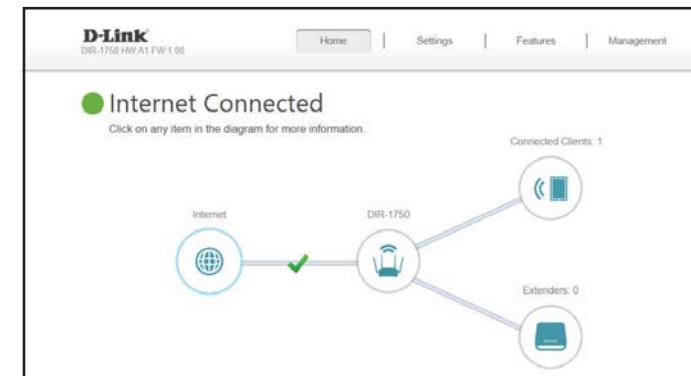 D-Link
DIR-1750 HW:A1 FW:1.00
Home | Settings | Features | Management
Internet Connected
Click on any item in the diagram for more information.
Connected Clients: 1
Internet
DIR-1750
Extenders: 0